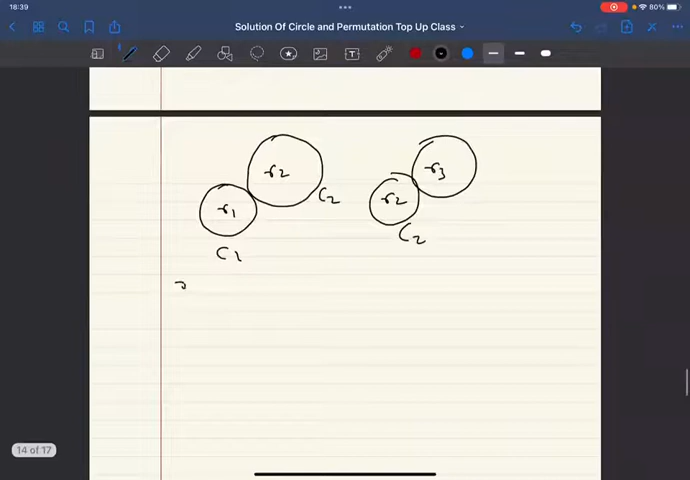 18:39
80%
Solution Of Circle and Permutation Top Up Class
r2
r3
r1
r2
C2
C2
C1
14 of 17